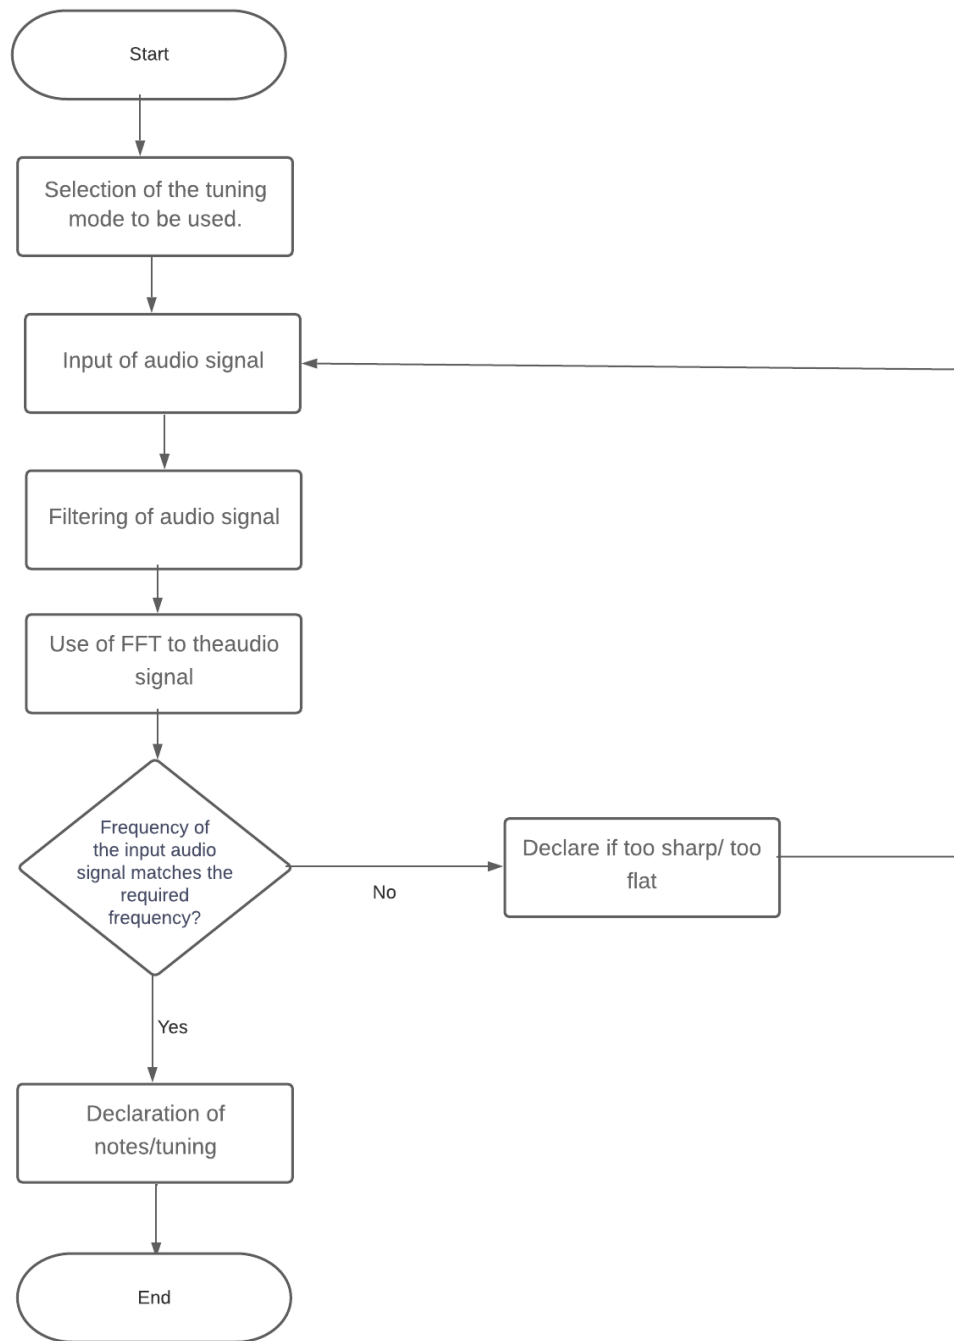 Start
Selection of the tuning
mode to be used.
Input of audio signal
Filtering of audio signal
Use of FFT to theaudio
signal
Frequency of
the input audio
signal matches the
required
frequency?
No
Declare if too sharp/ too
flat
Yes
Declaration of
notes/tuning
End